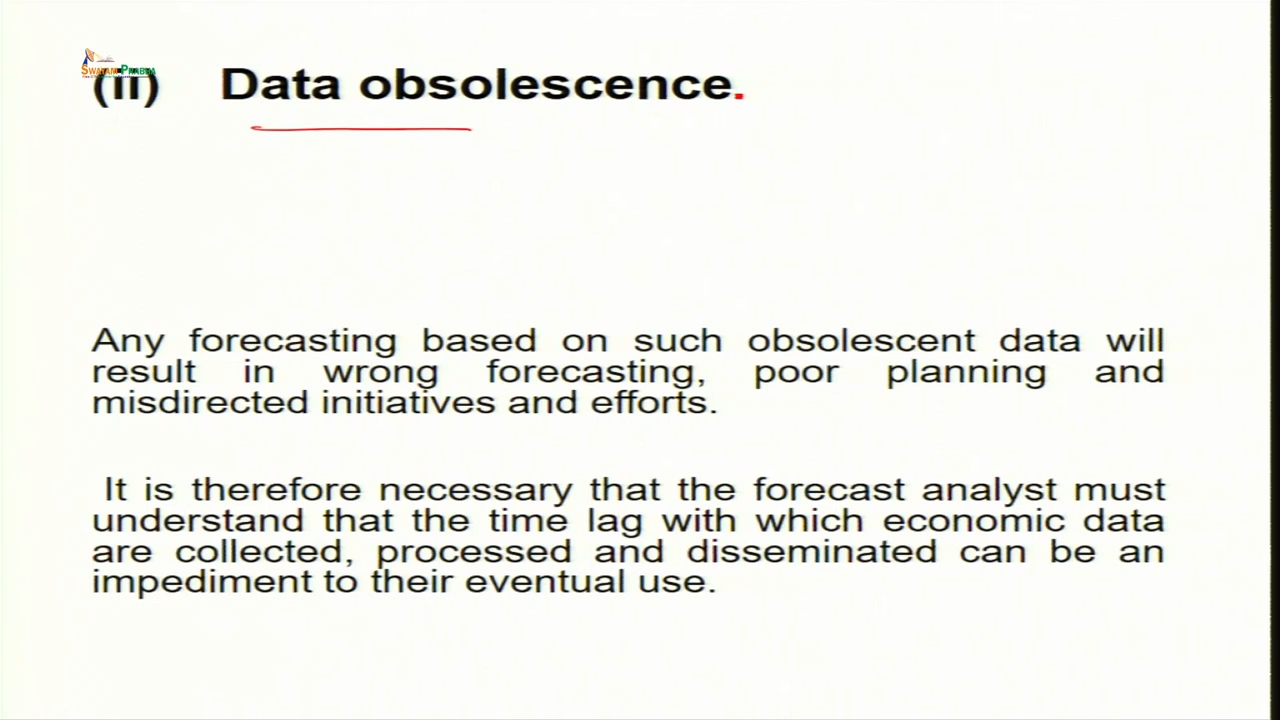 SWAYAM PRABHA
(ii) Data obsolescence.
Any forecasting based on such obsolescent data will
result in wrong forecasting, poor planning and
misdirected initiatives and efforts.
It is therefore necessary that the forecast analyst must
understand that the time lag with which economic data
are collected, processed and disseminated can be an
impediment to their eventual use.